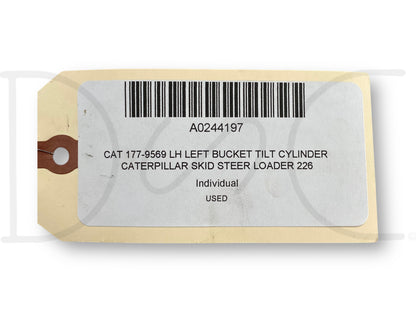 A0244197
CAT 177-9569 LH LEFT BUCKET TILT CYLINDER
CATERPILLAR SKID STEER LOADER 226
Individual
USED